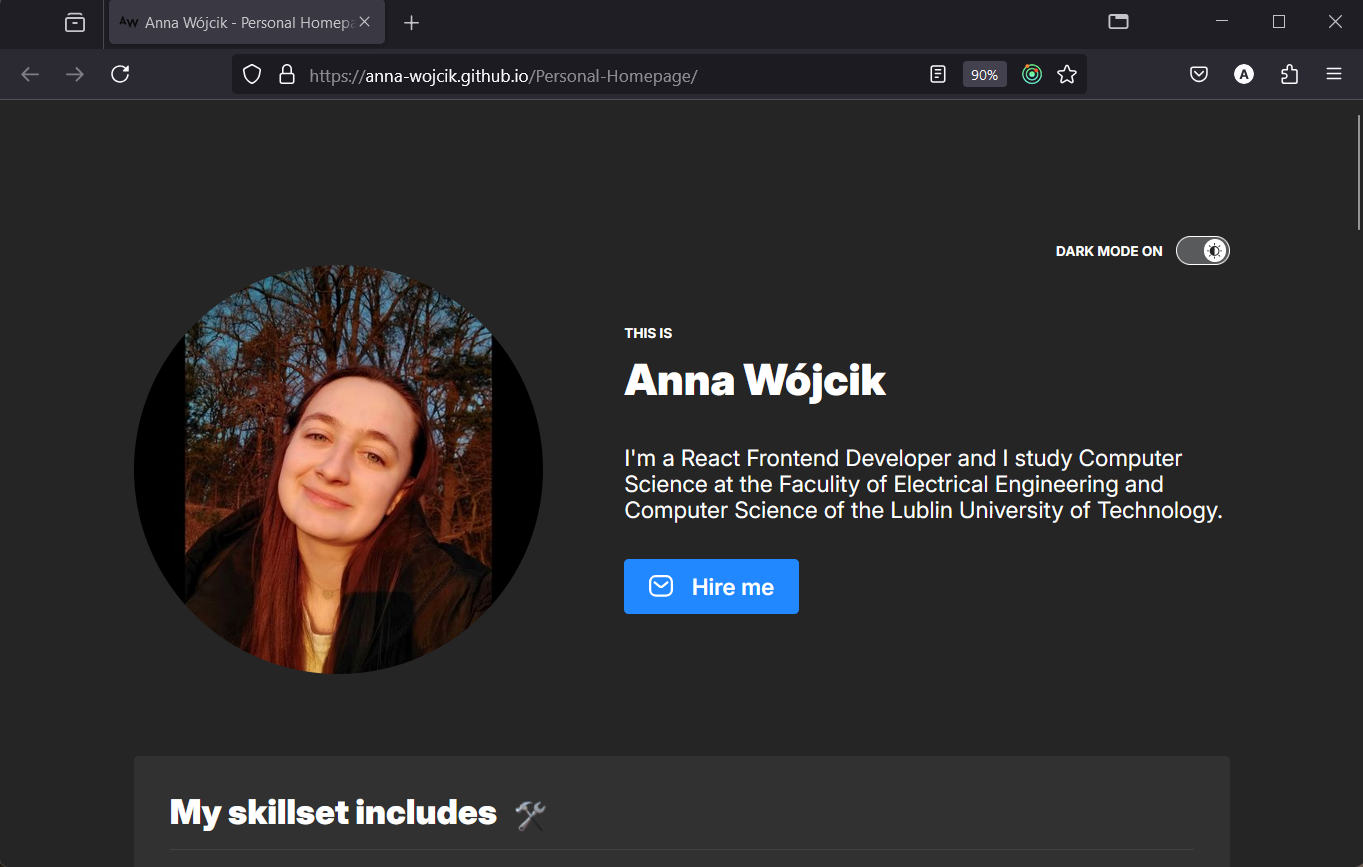 AW Anna Wójcik - Personal Homepa
https://anna-wojcik.github.io/Personal-Homepage/
90%
A
DARK MODE ON
THIS IS
Anna Wójcik
I'm a React Frontend Developer and I study Computer
Science at the Faculity of Electrical Engineering and
Computer Science of the Lublin University of Technology.
Hire me
My skillset includes